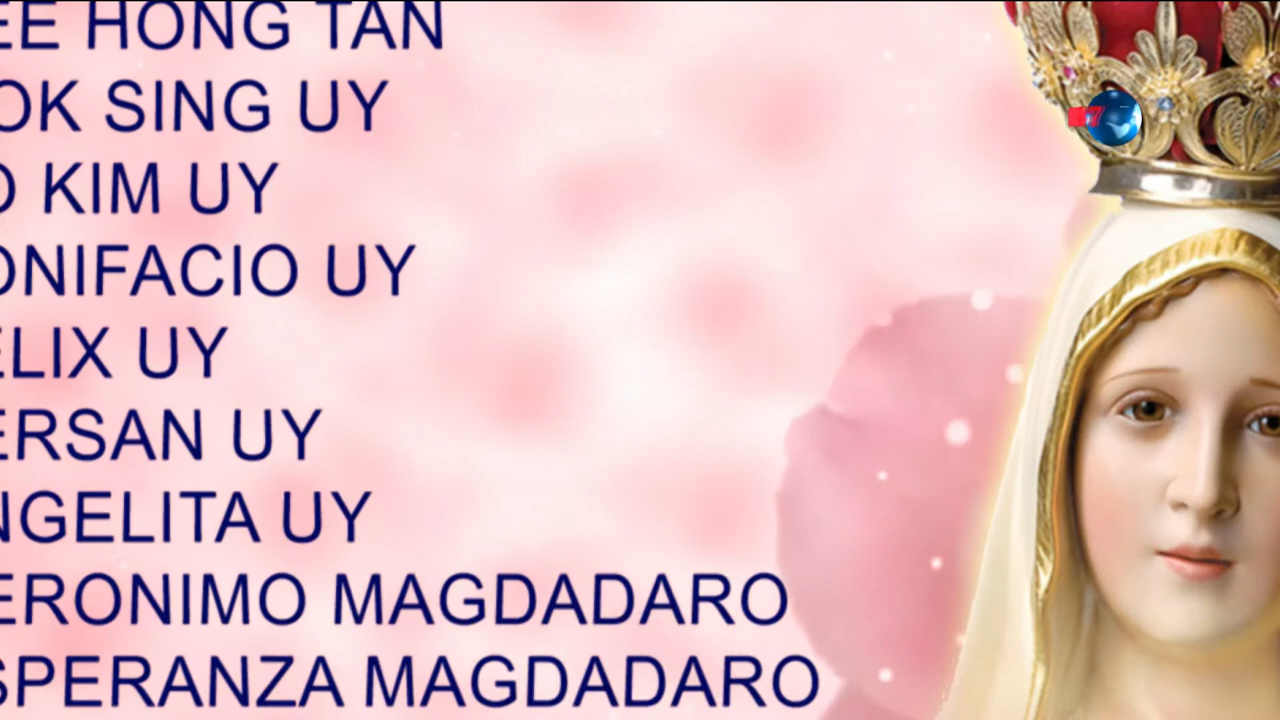 EE HONG TAN
OK SING UY
O KIM UY
ONIFACIO UY
ELIX UY
ERSAN UY
NGELITA UY
ERONIMO MAGDADARO
SPERANZA MAGDADARO